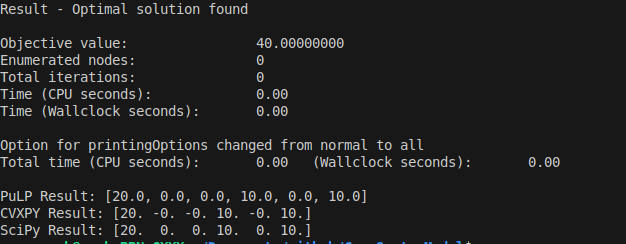 Result - Optimal solution found
Objective value: 40.00000000
Enumerated nodes: 0
Total iterations: 0
Time (CPU seconds): 0.00
Time (Wallclock seconds): 0.00
Option for printingOptions changed from normal to all
Total time (CPU seconds): 0.00 (Wallclock seconds): 0.00
PuLP Result: [20.0, 0.0, 0.0, 10.0, 0.0, 10.0]
CVXPY Result: [20. -0. -0. 10. -0. 10.]
SciPy Result: [20. 0. 0. 10. 0. 10.]